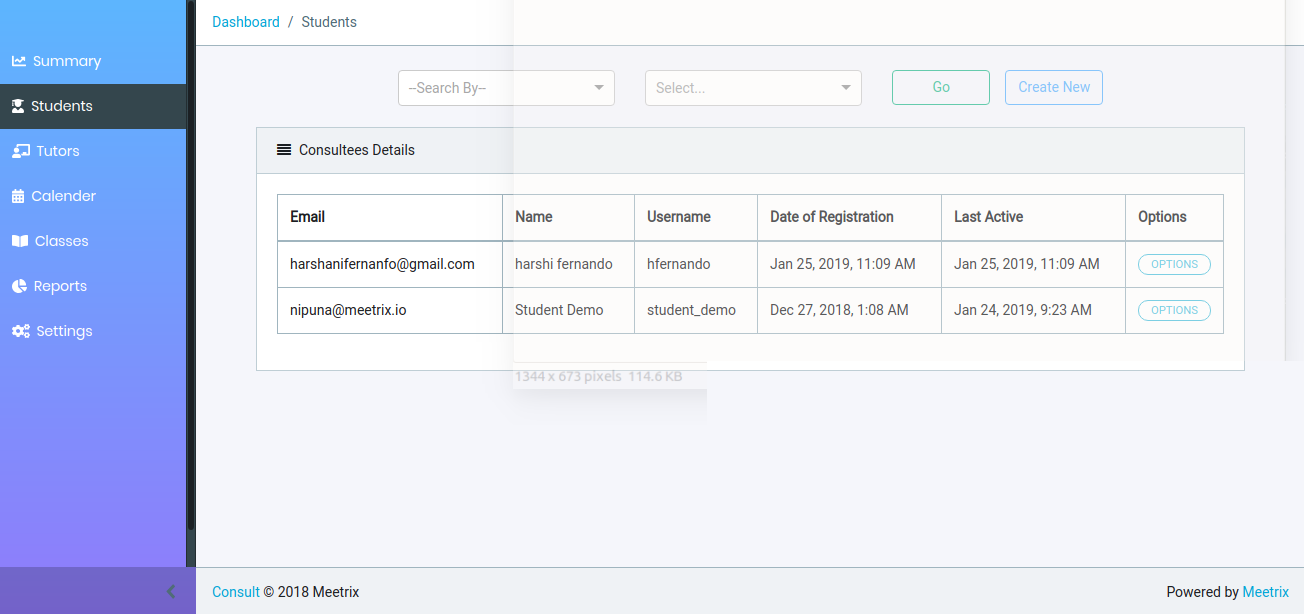 Dashboard / Students
Summary
Students
Tutors
Calender
Classes
Reports
Settings
--Search By-- Select... Go Create New
Consultees Details
Email Name Username Date of Registration Last Active Options
harshanifernanfo@gmail.com harshi fernando hfernando Jan 25, 2019, 11:09 AM Jan 25, 2019, 11:09 AM OPTIONS
nipuna@meetrix.io Student Demo student_demo Dec 27, 2018, 1:08 AM Jan 24, 2019, 9:23 AM OPTIONS
1344 x 673 pixels 114.6 KB
Consult © 2018 Meetrix Powered by Meetrix